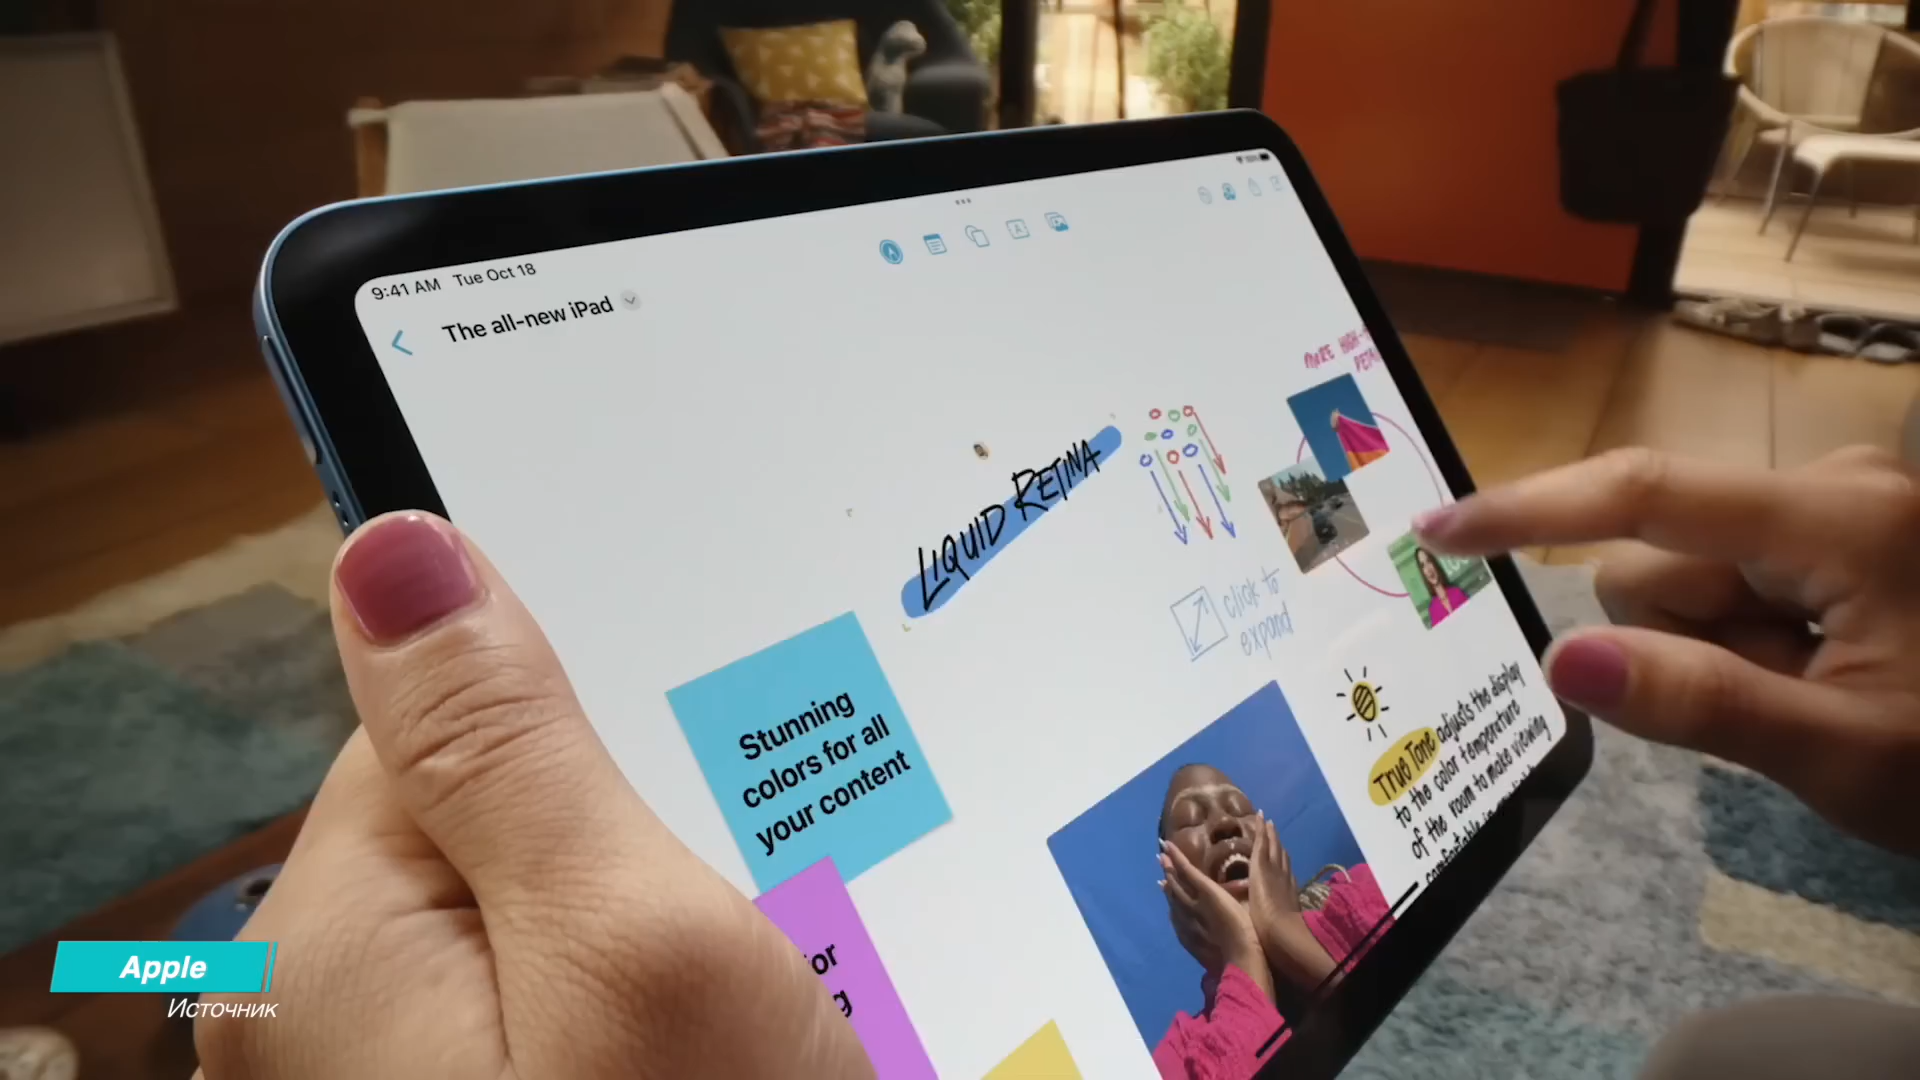 9:41 AM Tue Oct 18
The all-new iPad
LIQUID RETINA
MORE HIGH-
click to
expand
Stunning
colors for all
your content
True Tone adjusts the display
to the color temperature
of the room to make viewing
Apple
Источник